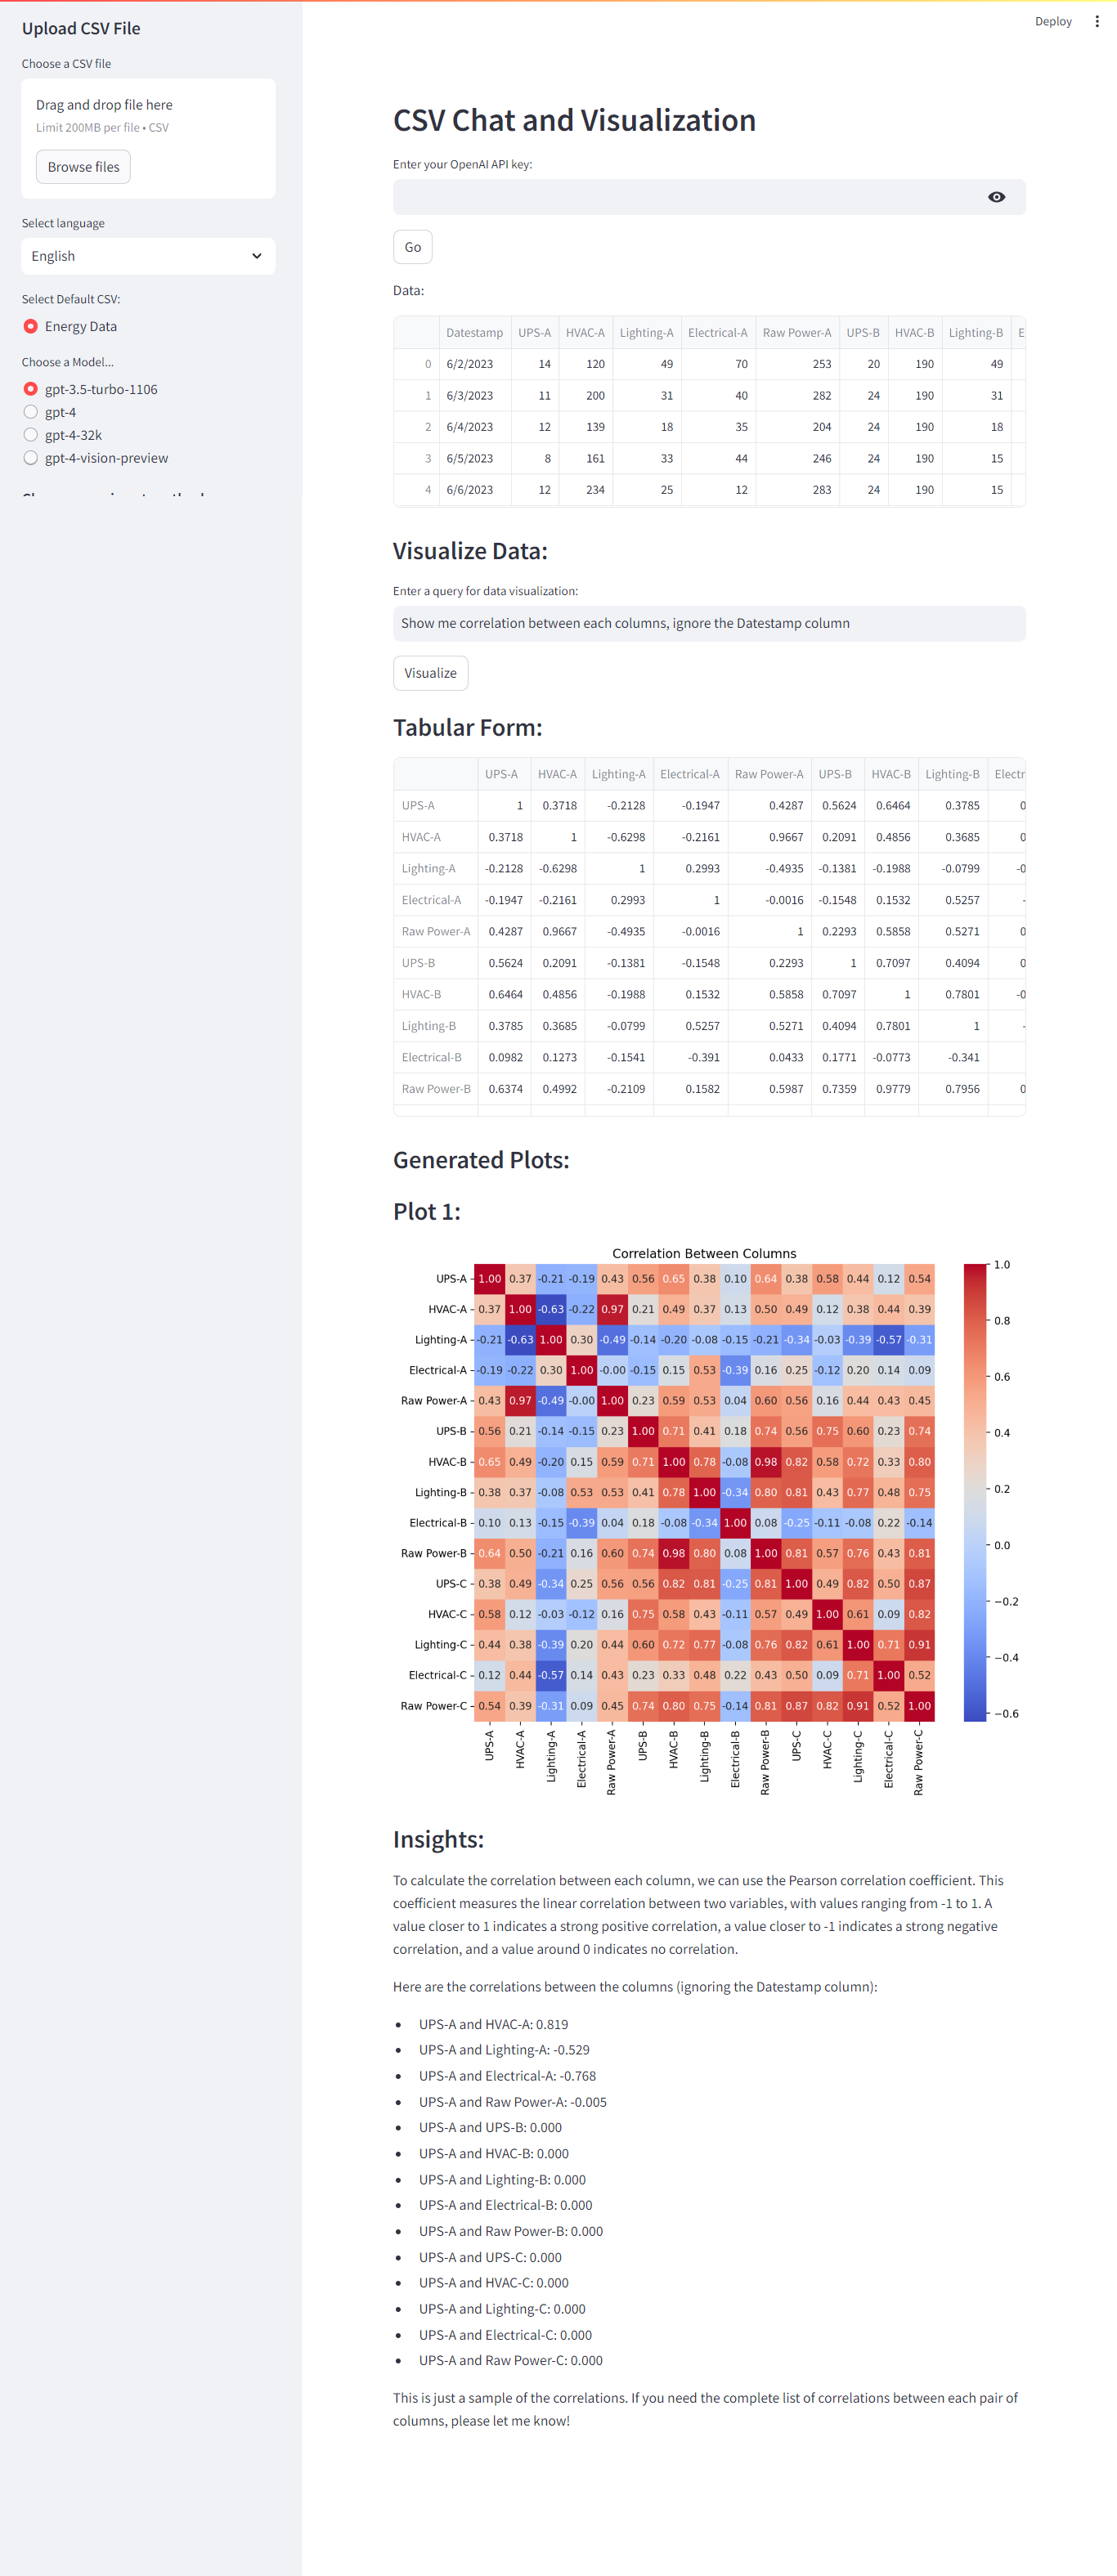 Upload CSV File
Choose a CSV file
Drag and drop file here
Limit 200MB per file • CSV
Browse files
Select language
English
Select Default CSV:
Energy Data
Choose a Model...
gpt-3.5-turbo-1106
gpt-4
gpt-4-32k
gpt-4-vision-preview
Deploy
CSV Chat and Visualization
Enter your OpenAI API key:
Go
Data:
Datestamp UPS-A HVAC-A Lighting-A Electrical-A Raw Power-A UPS-B HVAC-B Lighting-B E
0 6/2/2023 14 120 49 70 253 20 190 49
1 6/3/2023 11 200 31 40 282 24 190 31
2 6/4/2023 12 139 18 35 204 24 190 18
3 6/5/2023 8 161 33 44 246 24 190 15
4 6/6/2023 12 234 25 12 283 24 190 15
Visualize Data:
Enter a query for data visualization:
Show me correlation between each columns, ignore the Datestamp column
Visualize
Tabular Form:
UPS-A HVAC-A Lighting-A Electrical-A Raw Power-A UPS-B HVAC-B Lighting-B Electr
UPS-A 1 0.3718 -0.2128 -0.1947 0.4287 0.5624 0.6464 0.3785 0
HVAC-A 0.3718 1 -0.6298 -0.2161 0.9667 0.2091 0.4856 0.3685 0
Lighting-A -0.2128 -0.6298 1 0.2993 -0.4935 -0.1381 -0.1988 -0.0799 -0
Electrical-A -0.1947 -0.2161 0.2993 1 -0.0016 -0.1548 0.1532 0.5257 -
Raw Power-A 0.4287 0.9667 -0.4935 -0.0016 1 0.2293 0.5858 0.5271 0
UPS-B 0.5624 0.2091 -0.1381 -0.1548 0.2293 1 0.7097 0.4094 0
HVAC-B 0.6464 0.4856 -0.1988 0.1532 0.5858 0.7097 1 0.7801 -0
Lighting-B 0.3785 0.3685 -0.0799 0.5257 0.5271 0.4094 0.7801 1 -
Electrical-B 0.0982 0.1273 -0.1541 -0.391 0.0433 0.1771 -0.0773 -0.341
Raw Power-B 0.6374 0.4992 -0.2109 0.1582 0.5987 0.7359 0.9779 0.7956 0
Generated Plots:
Plot 1:
Correlation Between Columns
UPS-A 1.00 0.37 -0.21 -0.19 0.43 0.56 0.65 0.38 0.10 0.64 0.38 0.58 0.44 0.12 0.54
HVAC-A 0.37 1.00 -0.63 -0.22 0.97 0.21 0.49 0.37 0.13 0.50 0.49 0.12 0.38 0.44 0.39
Lighting-A -0.21 -0.63 1.00 0.30 -0.49 -0.14 -0.20 -0.08 -0.15 -0.21 -0.34 -0.03 -0.39 -0.57 -0.31
Electrical-A -0.19 -0.22 0.30 1.00 -0.00 -0.15 0.15 0.53 -0.39 0.16 0.25 -0.12 0.20 0.14 0.09
Raw Power-A 0.43 0.97 -0.49 -0.00 1.00 0.23 0.59 0.53 0.04 0.60 0.56 0.16 0.44 0.43 0.45
UPS-B 0.56 0.21 -0.14 -0.15 0.23 1.00 0.71 0.41 0.18 0.74 0.56 0.75 0.60 0.23 0.74
HVAC-B 0.65 0.49 -0.20 0.15 0.59 0.71 1.00 0.78 -0.08 0.98 0.82 0.58 0.72 0.33 0.80
Lighting-B 0.38 0.37 -0.08 0.53 0.53 0.41 0.78 1.00 -0.34 0.80 0.81 0.43 0.77 0.48 0.75
Electrical-B 0.10 0.13 -0.15 -0.39 0.04 0.18 -0.08 -0.34 1.00 0.08 -0.25 -0.11 -0.08 0.22 -0.14
Raw Power-B 0.64 0.50 -0.21 0.16 0.60 0.74 0.98 0.80 0.08 1.00 0.81 0.57 0.76 0.43 0.81
UPS-C 0.38 0.49 -0.34 0.25 0.56 0.56 0.82 0.81 -0.25 0.81 1.00 0.49 0.82 0.50 0.87
HVAC-C 0.58 0.12 -0.03 -0.12 0.16 0.75 0.58 0.43 -0.11 0.57 0.49 1.00 0.61 0.09 0.82
Lighting-C 0.44 0.38 -0.39 0.20 0.44 0.60 0.72 0.77 -0.08 0.76 0.82 0.61 1.00 0.71 0.91
Electrical-C 0.12 0.44 -0.57 0.14 0.43 0.23 0.33 0.48 0.22 0.43 0.50 0.09 0.71 1.00 0.52
Raw Power-C 0.54 0.39 -0.31 0.09 0.45 0.74 0.80 0.75 -0.14 0.81 0.87 0.82 0.91 0.52 1.00
UPS-A HVAC-A Lighting-A Electrical-A Raw Power-A UPS-B HVAC-B Lighting-B Electrical-B Raw Power-B UPS-C HVAC-C Lighting-C Electrical-C Raw Power-C
1.0
0.8
0.6
0.4
0.2
0.0
−0.2
−0.4
−0.6
Insights:
To calculate the correlation between each column, we can use the Pearson correlation coefficient. This
coefficient measures the linear correlation between two variables, with values ranging from -1 to 1. A
value closer to 1 indicates a strong positive correlation, a value closer to -1 indicates a strong negative
correlation, and a value around 0 indicates no correlation.
Here are the correlations between the columns (ignoring the Datestamp column):
• UPS-A and HVAC-A: 0.819
• UPS-A and Lighting-A: -0.529
• UPS-A and Electrical-A: -0.768
• UPS-A and Raw Power-A: -0.005
• UPS-A and UPS-B: 0.000
• UPS-A and HVAC-B: 0.000
• UPS-A and Lighting-B: 0.000
• UPS-A and Electrical-B: 0.000
• UPS-A and Raw Power-B: 0.000
• UPS-A and UPS-C: 0.000
• UPS-A and HVAC-C: 0.000
• UPS-A and Lighting-C: 0.000
• UPS-A and Electrical-C: 0.000
• UPS-A and Raw Power-C: 0.000
This is just a sample of the correlations. If you need the complete list of correlations between each pair of
columns, please let me know!